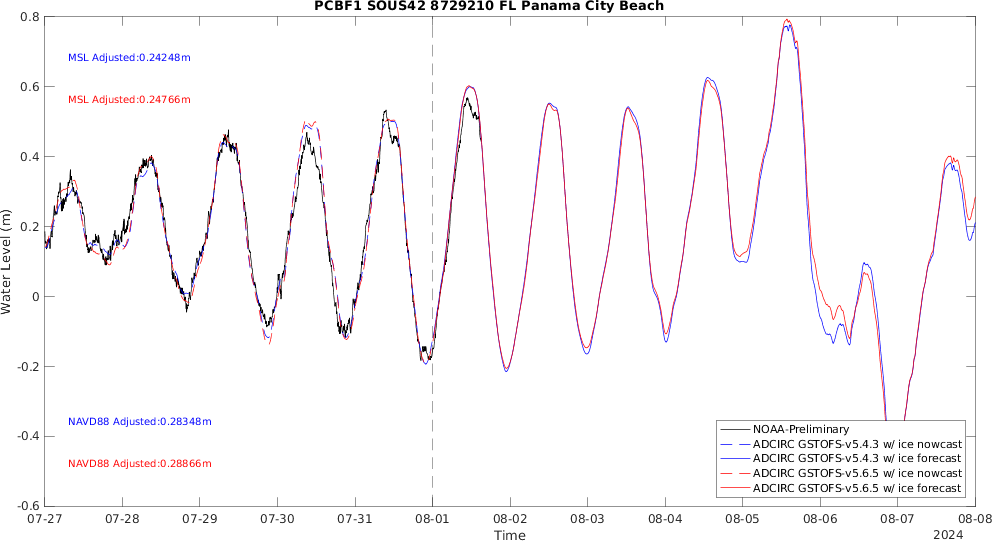 PCBF1 SOUS42 8729210 FL Panama City Beach
0.8
0.6
0.4
0.2
0
-0.2
-0.4
-0.6
Water Level (m)
MSL Adjusted:0.24248m
MSL Adjusted:0.24766m
NAVD88 Adjusted:0.28348m
NAVD88 Adjusted:0.28866m
NOAA-Preliminary
ADCIRC GSTOFS-v5.4.3 w/ ice nowcast
ADCIRC GSTOFS-v5.4.3 w/ ice forecast
ADCIRC GSTOFS-v5.6.5 w/ ice nowcast
ADCIRC GSTOFS-v5.6.5 w/ ice forecast
07-27 07-28 07-29 07-30 07-31 08-01 08-02 08-03 08-04 08-05 08-06 08-07 08-08
Time
2024